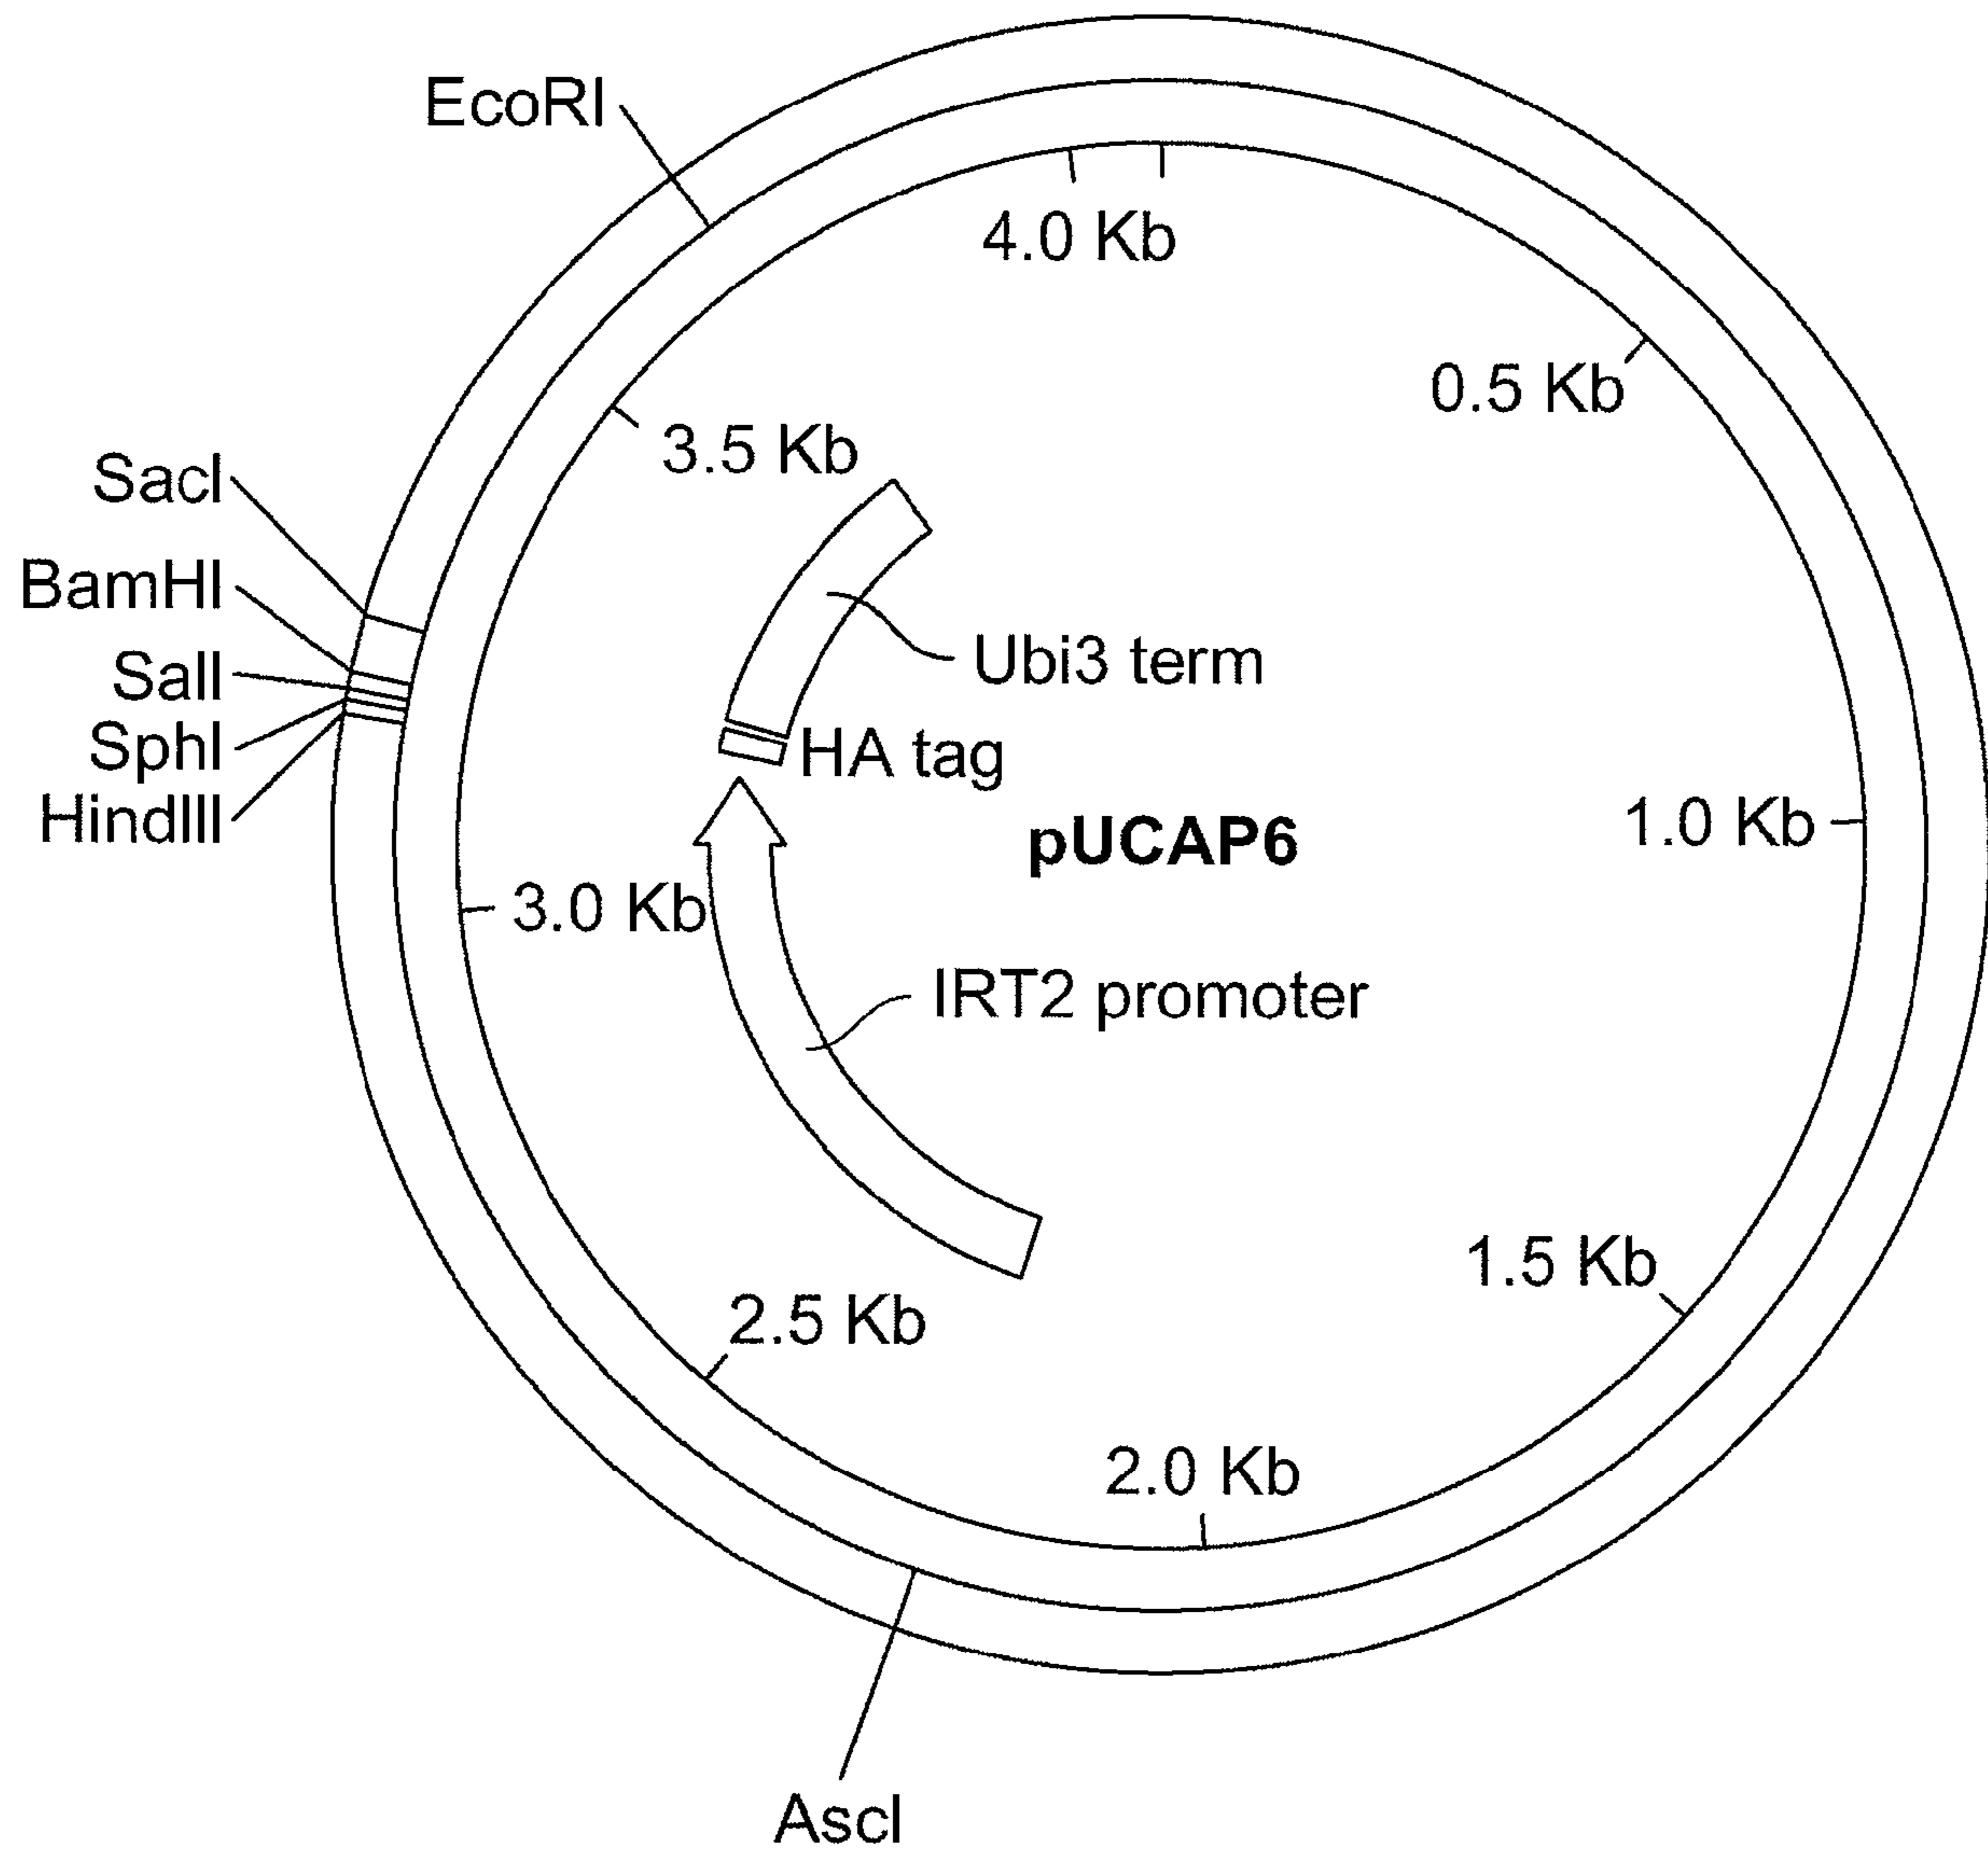 EcoRI
4.0 Kb
0.5 Kb
3.5 Kb
SacI
BamHI
SalI
SphI
HindIII
Ubi3 term
HA tag
pUCAP6
1.0 Kb
3.0 Kb
IRT2 promoter
1.5 Kb
2.5 Kb
2.0 Kb
AscI